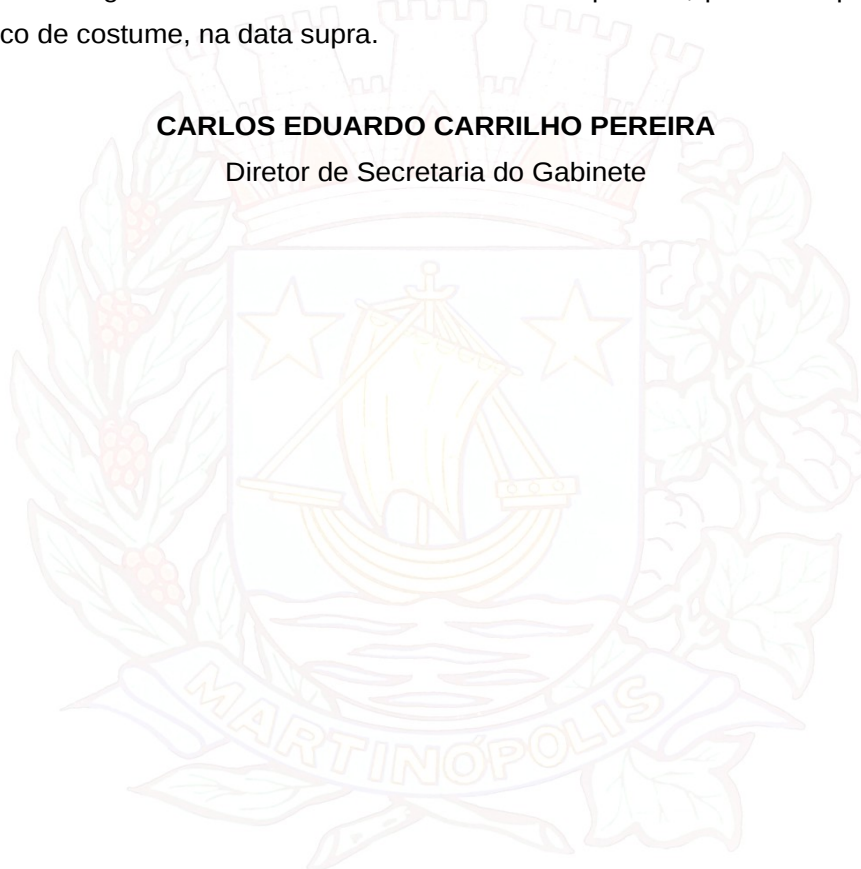 co de costume, na data supra.
CARLOS EDUARDO CARRILHO PEREIRA
Diretor de Secretaria do Gabinete
MARTINÓPOLIS